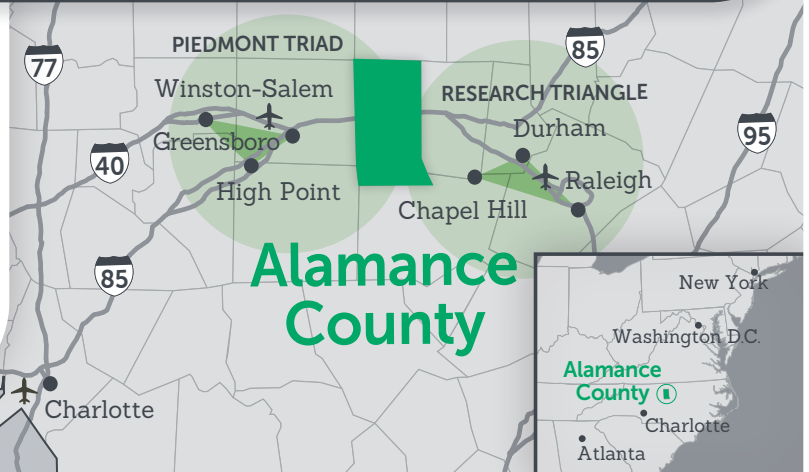 77
PIEDMONT TRIAD
85
Winston-Salem
RESEARCH TRIANGLE
Greensboro
Durham
95
40
High Point
Raleigh
Chapel Hill
85
Alamance
County
Charlotte
New York
Washington D.C.
Alamance
County
Charlotte
Atlanta